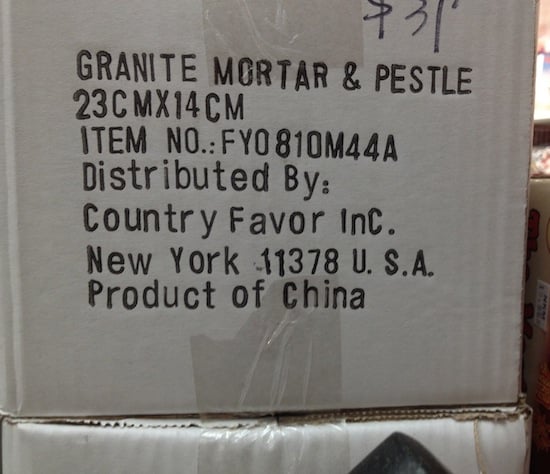 $31
GRANITE MORTAR & PESTLE
23CMX14CM
ITEM NO.:FY0810M44A
Distributed By:
Country Favor InC.
New York 11378 U. S.A.
Product of China